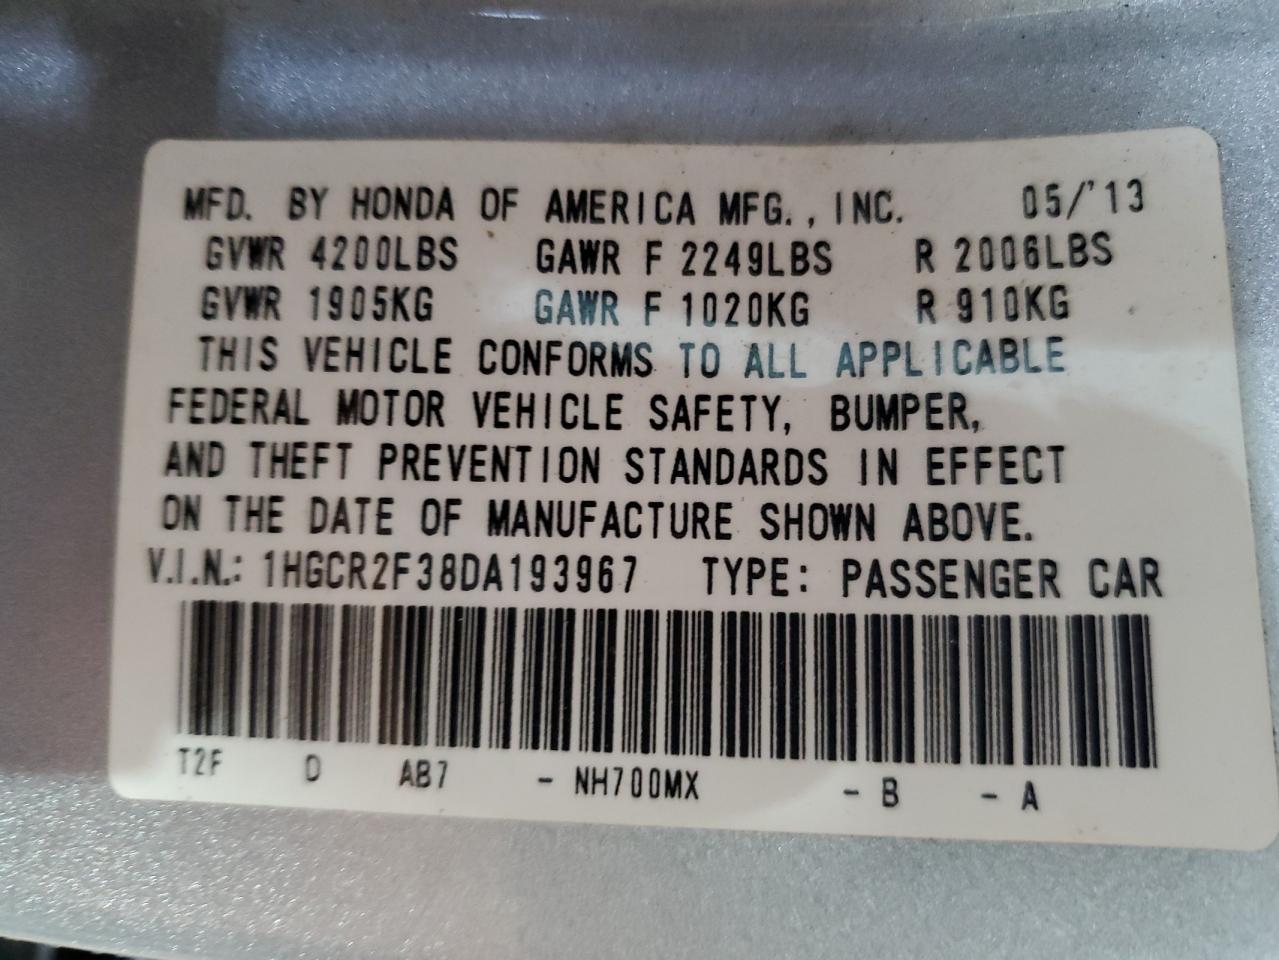 MFD. BY HONDA OF AMERICA MFG., INC. 05/'13
GVWR 4200LBS GAWR F 2249LBS R 2006LBS
GVWR 1905KG GAWR F 1020KG R 910KG
THIS VEHICLE CONFORMS TO ALL APPLICABLE
FEDERAL MOTOR VEHICLE SAFETY, BUMPER,
AND THEFT PREVENTION STANDARDS IN EFFECT
ON THE DATE OF MANUFACTURE SHOWN ABOVE.
V.I.N.: 1HGCR2F38DA193967 TYPE: PASSENGER CAR
T2F D AB7 - NH700MX - B - A